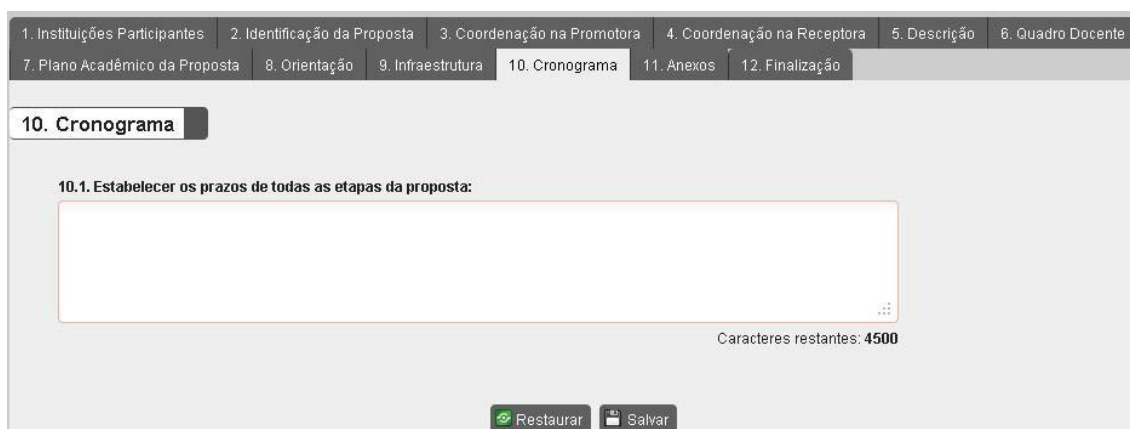 1. Instituições Participantes 2. Identificação da Proposta 3. Coordenação na Promotora 4. Coordenação na Receptora 5. Descrição 6. Quadro Docente
7. Plano Acadêmico da Proposta 8. Orientação 9. Infraestrutura 10. Cronograma 11. Anexos 12. Finalização
10. Cronograma
10.1. Estabelecer os prazos de todas as etapas da proposta:
Caracteres restantes: 4500
Restaurar Salvar